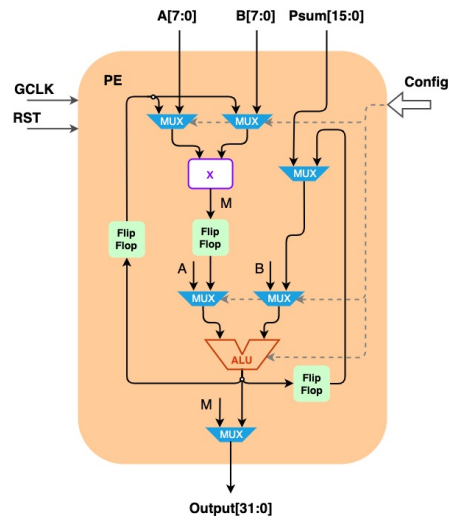 A[7:0] B[7:0] Psum[15:0]
PE
Config
GCLK
RST
MUX MUX
MUX
X
M
Flip
Flop
Flip
Flop
A B
MUX MUX
ALU
Flip
Flop
M
MUX
Output[31:0]